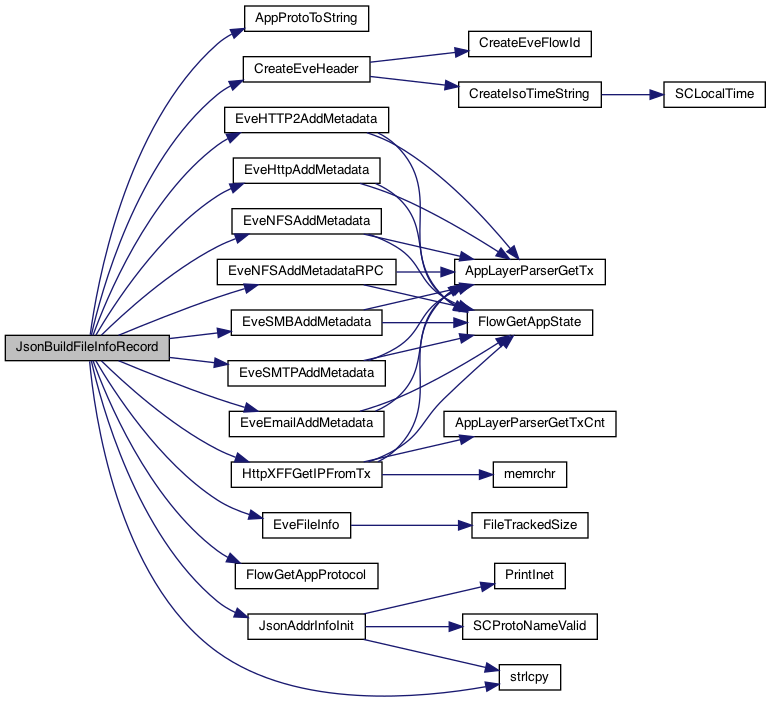 JsonBuildFileInfoRecord
AppProtoToString
CreateEveHeader
CreateEveFlowId
CreateIsoTimeString
SCLocalTime
EveHTTP2AddMetadata
EveHttpAddMetadata
EveNFSAddMetadata
EveNFSAddMetadataRPC
EveSMBAddMetadata
EveSMTPAddMetadata
EveEmailAddMetadata
HttpXFFGetIPFromTx
AppLayerParserGetTx
FlowGetAppState
AppLayerParserGetTxCnt
memrchr
EveFileInfo
FileTrackedSize
FlowGetAppProtocol
JsonAddrInfoInit
PrintInet
SCProtoNameValid
strlcpy